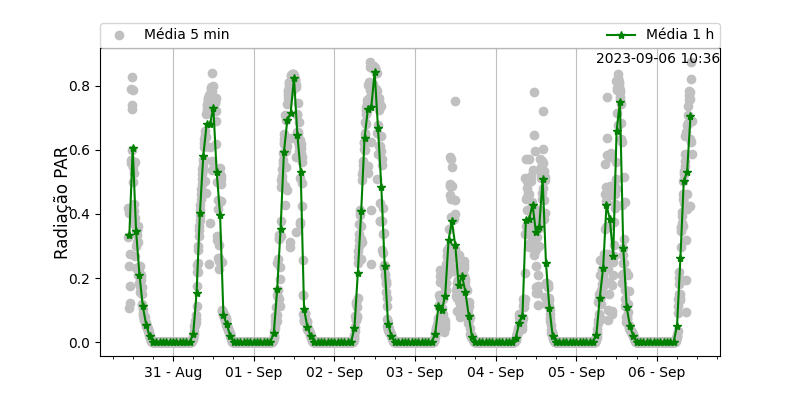 Média 5 min
Média 1 h
2023-09-06 10:36
Radiação PAR
0.8
0.6
0.4
0.2
0.0
31 - Aug
01 - Sep
02 - Sep
03 - Sep
04 - Sep
05 - Sep
06 - Sep